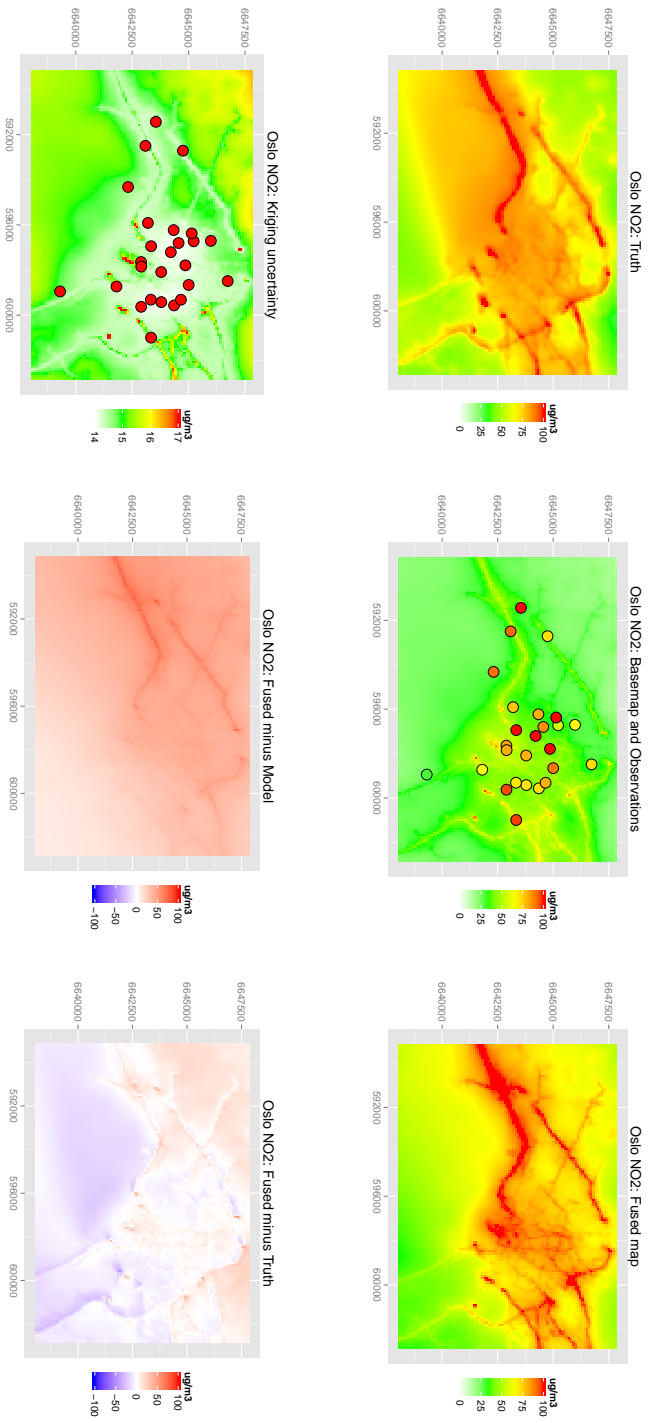 Oslo NO2: Truth
6647500
6645000
6642500
6640000
592000 596000 600000
ug/m3
100
75
50
25
0
Oslo NO2: Basemap and Observations
6647500
6645000
6642500
6640000
592000 596000 600000
ug/m3
100
75
50
25
0
Oslo NO2: Fused map
6647500
6645000
6642500
6640000
592000 596000 600000
ug/m3
100
75
50
25
0
Oslo NO2: Kriging uncertainty
6647500
6645000
6642500
6640000
592000 596000 600000
ug/m3
17
16
15
14
Oslo NO2: Fused minus Model
6647500
6645000
6642500
6640000
592000 596000 600000
ug/m3
100
50
0
−50
−100
Oslo NO2: Fused minus Truth
6647500
6645000
6642500
6640000
592000 596000 600000
ug/m3
100
50
0
−50
−100